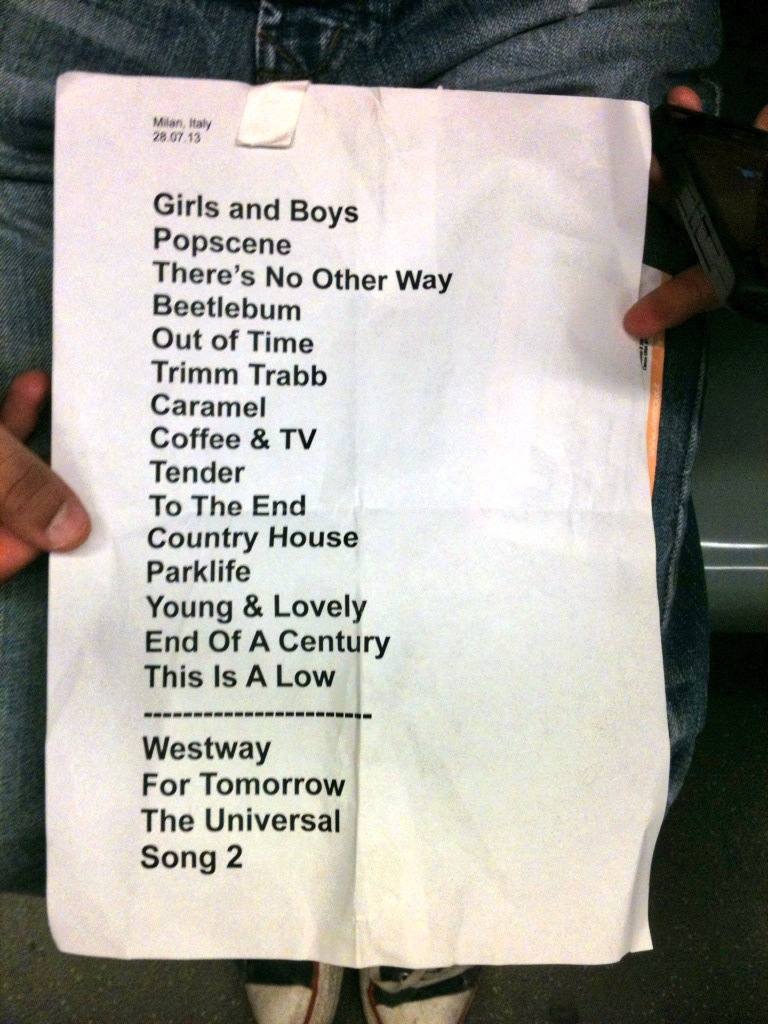 Milan, Italy
28.07.13
Girls and Boys
Popscene
There's No Other Way
Beetlebum
Out of Time
Trimm Trabb
Caramel
Coffee & TV
Tender
To The End
Country House
Parklife
Young & Lovely
End Of A Century
This Is A Low
-----------------------
Westway
For Tomorrow
The Universal
Song 2